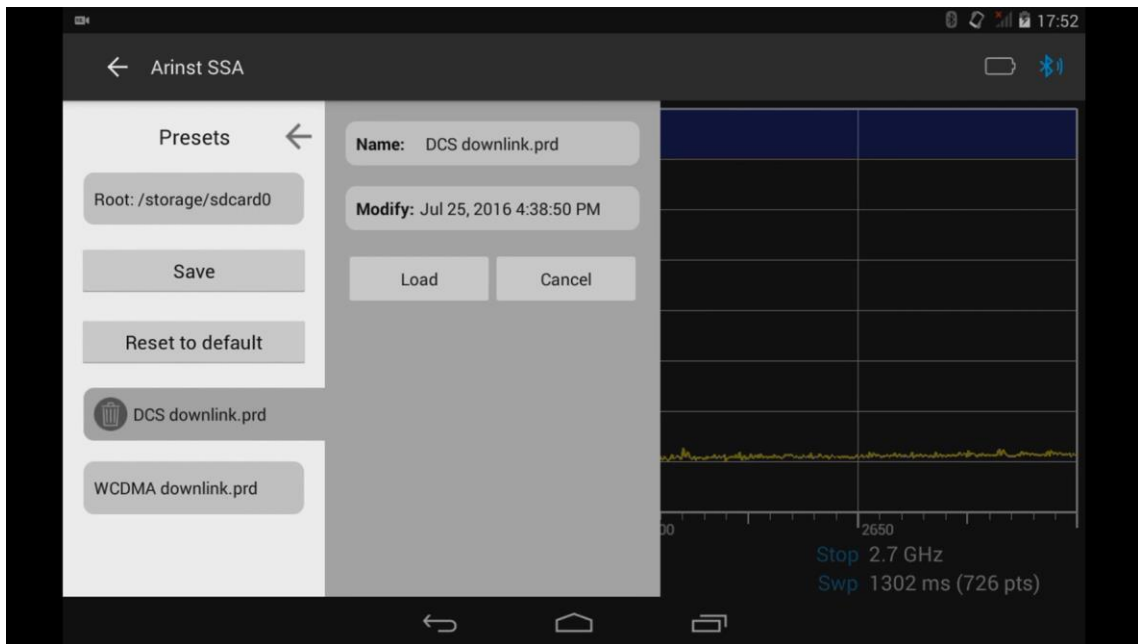 17:52
Arinst SSA
Presets
Root: /storage/sdcard0
Save
Reset to default
DCS downlink.prd
WCDMA downlink.prd
Name: DCS downlink.prd
Modify: Jul 25, 2016 4:38:50 PM
Load Cancel
00 2650
Stop 2.7 GHz
Swp 1302 ms (726 pts)